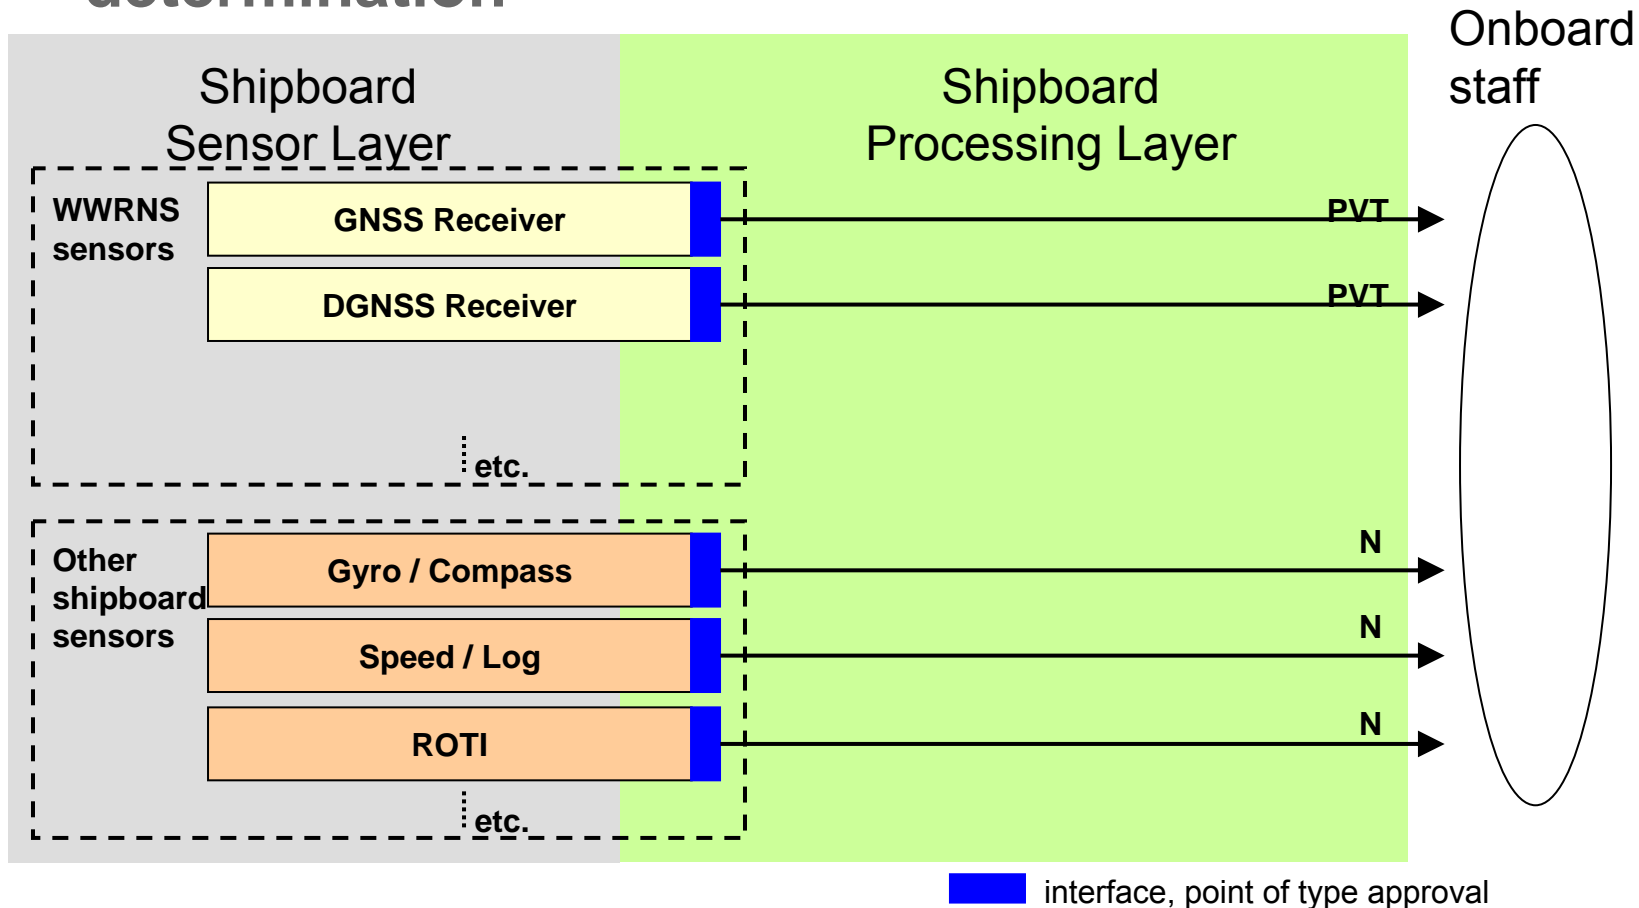 determination
Onboard
staff
Shipboard
Sensor Layer
Shipboard
Processing Layer
WWRNS
sensors
GNSS Receiver
PVT
DGNSS Receiver
PVT
etc.
Other
shipboard
sensors
Gyro / Compass
N
Speed / Log
N
ROTI
N
etc.
interface, point of type approval